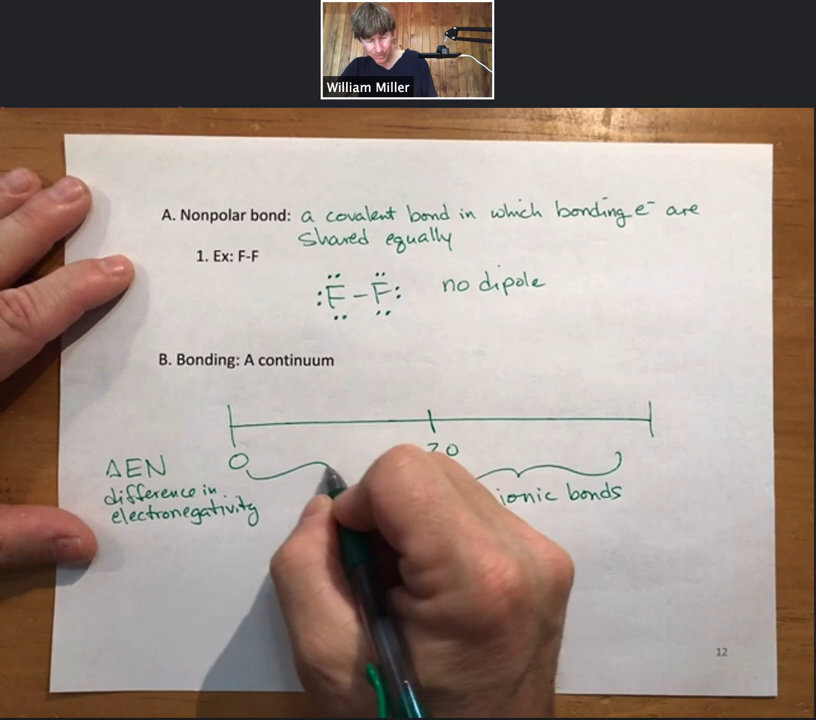 William Miller
A. Nonpolar bond: a covalent bond in which bonding e⁻ are
shared equally
1. Ex: F-F
:F̤̈-F̤̈: no dipole
B. Bonding: A continuum
0
ΔEN
difference in
electronegativity
ionic bonds
12